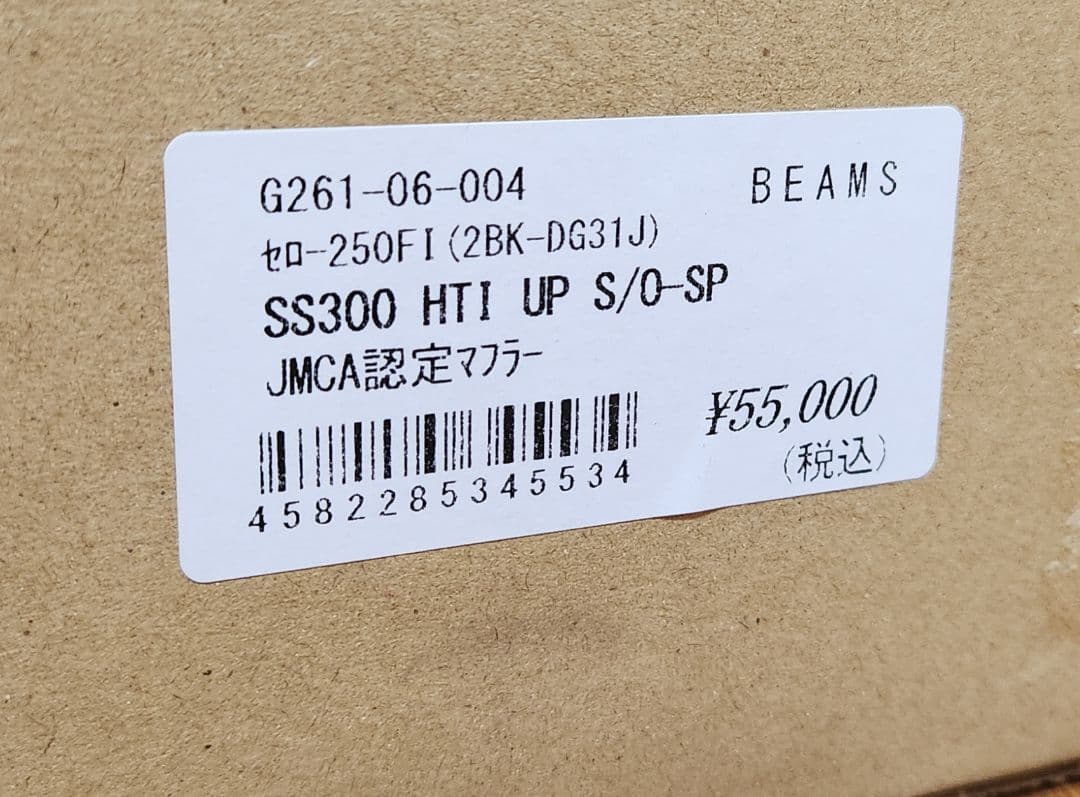 G261-06-004
BEAMS
ｾﾛｰ250FI(2BK-DG31J)
SS300 HTI UP S/O-SP
JMCA認定ﾏﾌﾗｰ
¥55,000
(税込)
4582285345534